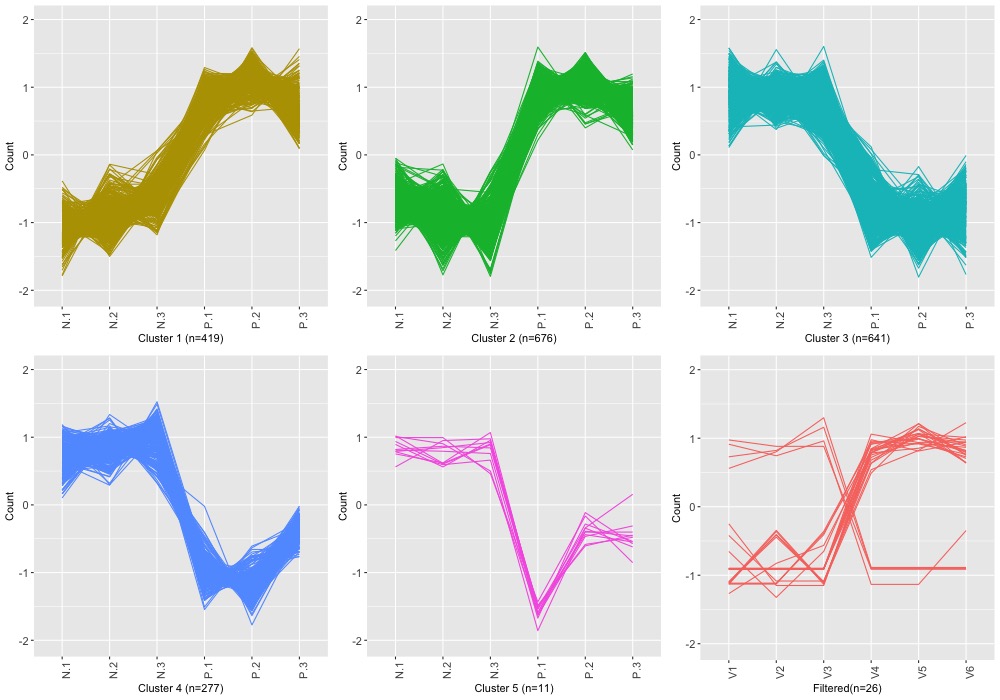 2
1
0
-1
-2
Count
N.1
N.2
N.3
P.1
P.2
P.3
Cluster 1 (n=419)
2
1
0
-1
-2
Count
N.1
N.2
N.3
P.1
P.2
P.3
Cluster 2 (n=676)
2
1
0
-1
-2
Count
N.1
N.2
N.3
P.1
P.2
P.3
Cluster 3 (n=641)
2
1
0
-1
-2
Count
N.1
N.2
N.3
P.1
P.2
P.3
Cluster 4 (n=277)
2
1
0
-1
-2
Count
N.1
N.2
N.3
P.1
P.2
P.3
Cluster 5 (n=11)
2
1
0
-1
-2
Count
V1
V2
V3
V4
V5
V6
Filtered(n=26)